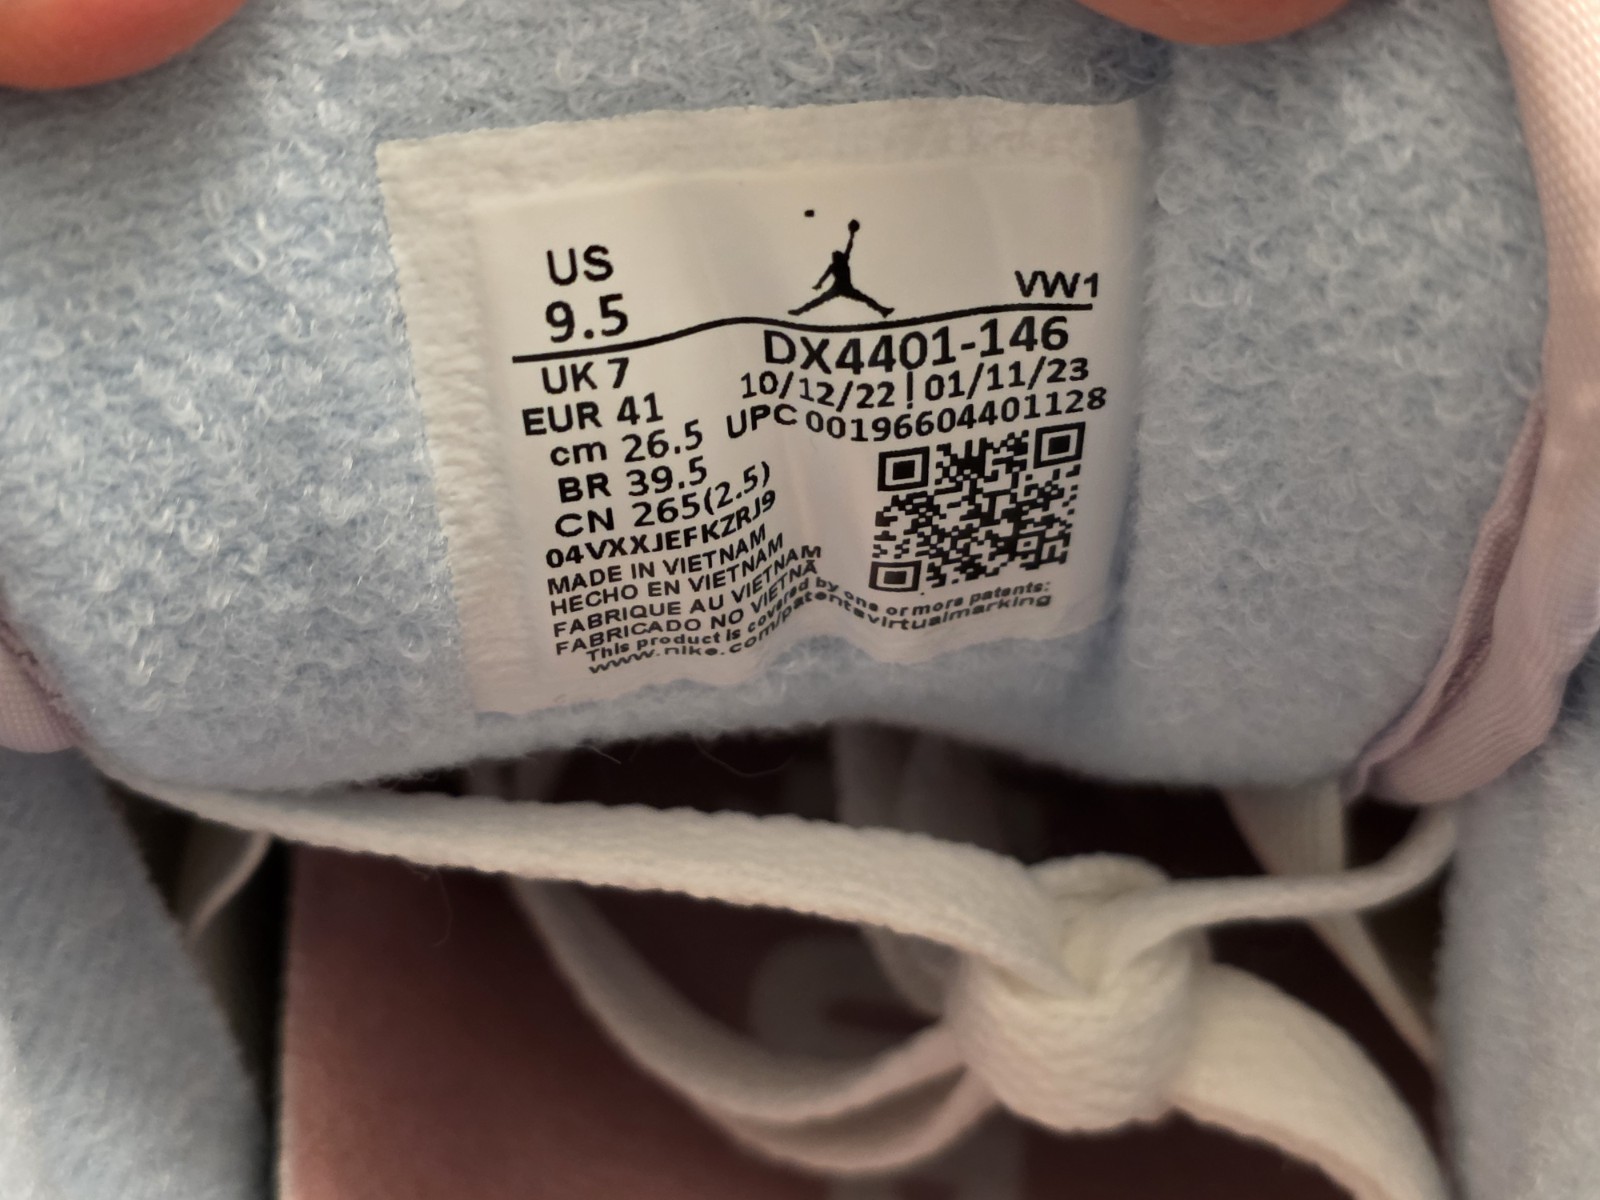 US
9.5
VW1
UK 7
DX4401-146
EUR 41
10/12/22 | 01/11/23
cm 26.5
UPC 00196604401128
BR 39.5
CN 265(2.5)
04VXXJEFKZRJ9
MADE IN VIETNAM
HECHO EN VIETNAM
FABRIQUE AU VIETNAM
FABRICADO NO VIETNÃ
This product is covered by one or more patents:
www.nike.com/patentsvirtualmarking